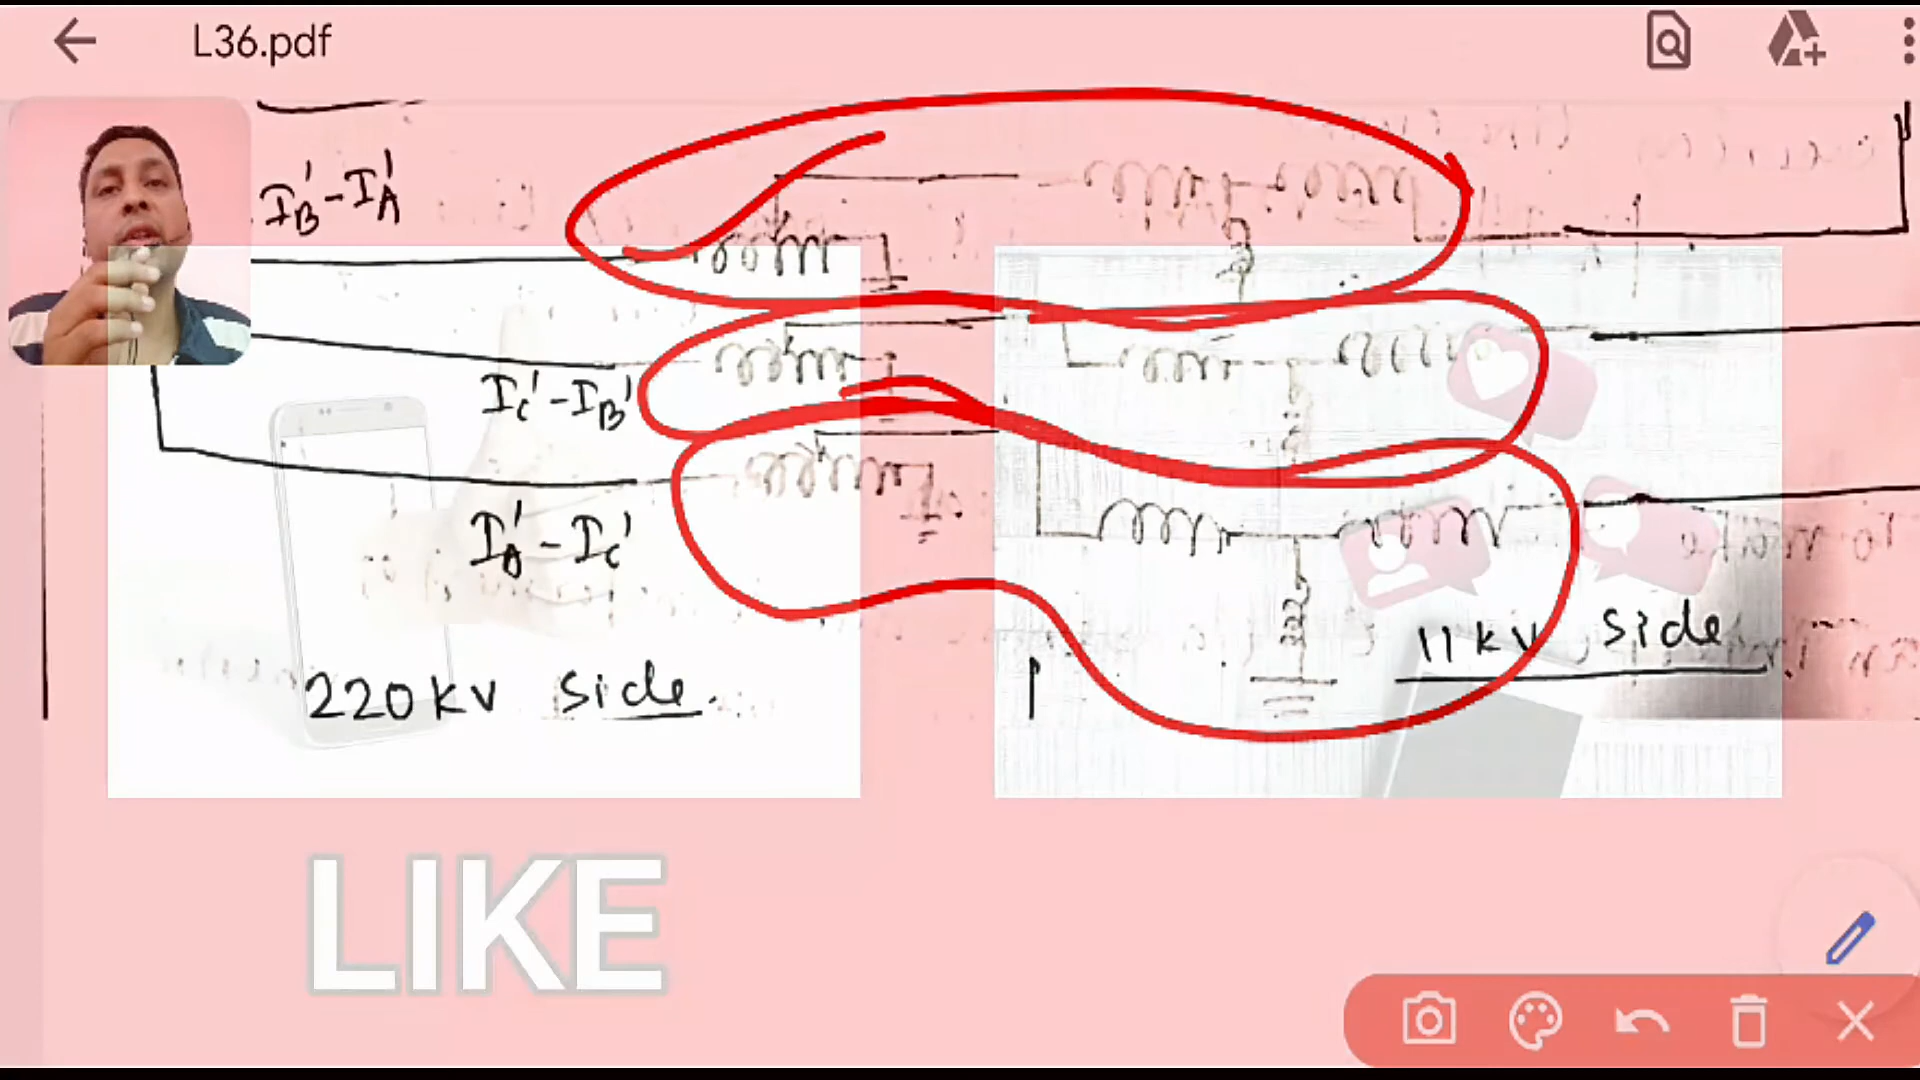 L36.pdf
I'B - I'A
I'C - I'B
I'A - I'C
220 kV Side.
11 kV Side
LIKE